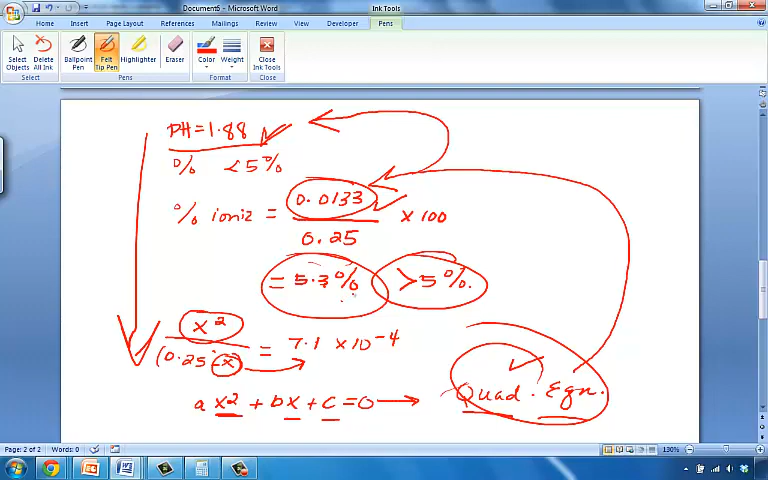 Document6 - Microsoft Word
Ink Tools
Home Insert Page Layout References Mailings Review View Developer Pens
Select Objects
Delete All Ink
Ballpoint Pen
Felt Tip Pen
Highlighter
Eraser
Color
Weight
Close Ink Tools
Select
Pens
Format
Close
PH = 1.88
% < 5%
% ioniz = 0.0133 / 0.25 x 100
= 5.3% > 5%.
x² / (0.25 - x) = 7.1 x 10⁻⁴
a x² + bx + c = 0 → Quad. Eqn.
Page: 2 of 2 Words: 0
130%